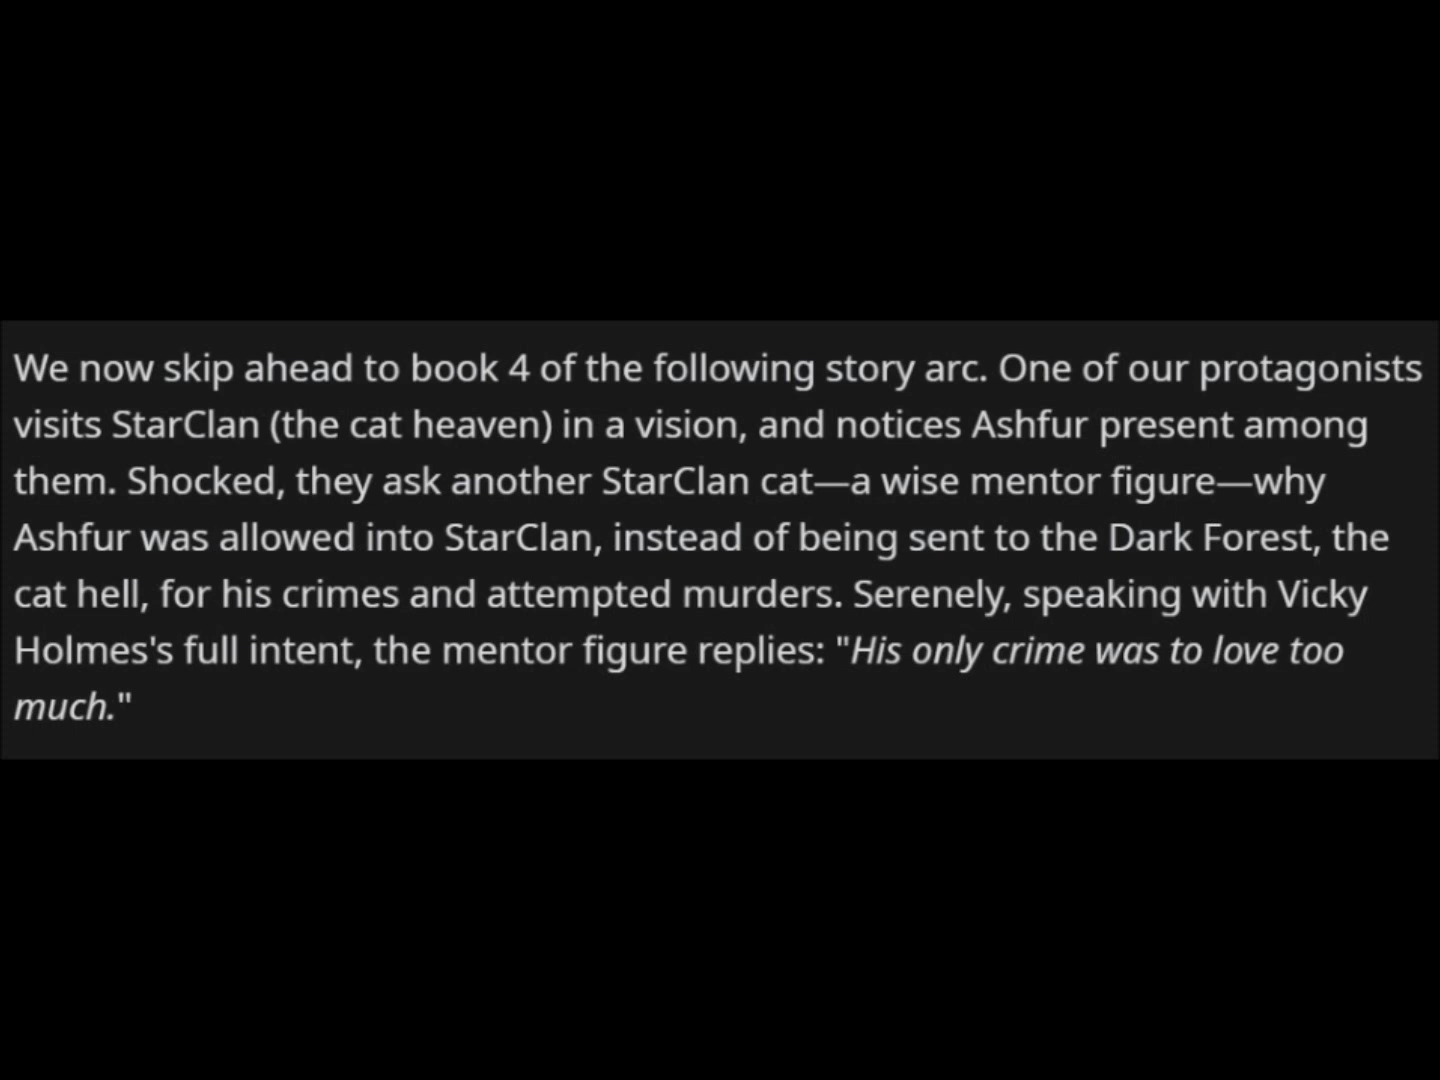 We now skip ahead to book 4 of the following story arc. One of our protagonists
visits StarClan (the cat heaven) in a vision, and notices Ashfur present among
them. Shocked, they ask another StarClan cat—a wise mentor figure—why
Ashfur was allowed into StarClan, instead of being sent to the Dark Forest, the
cat hell, for his crimes and attempted murders. Serenely, speaking with Vicky
Holmes's full intent, the mentor figure replies: "His only crime was to love too
much."